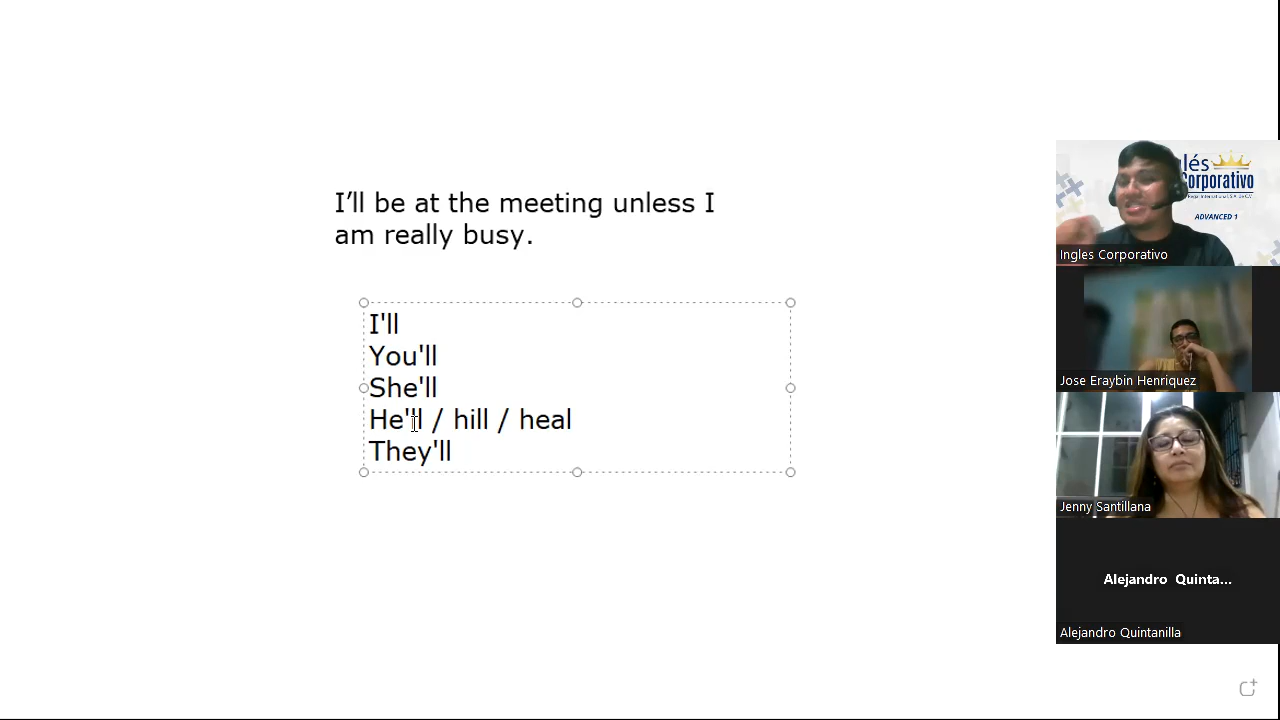 I’ll be at the meeting unless I
am really busy.
I'll
You'll
She'll
He'll / hill / heal
They'll
lés
Corporativo
ADVANCED 1
Ingles Corporativo
Jose Eraybin Henriquez
Jenny Santillana
Alejandro Quinta...
Alejandro Quintanilla